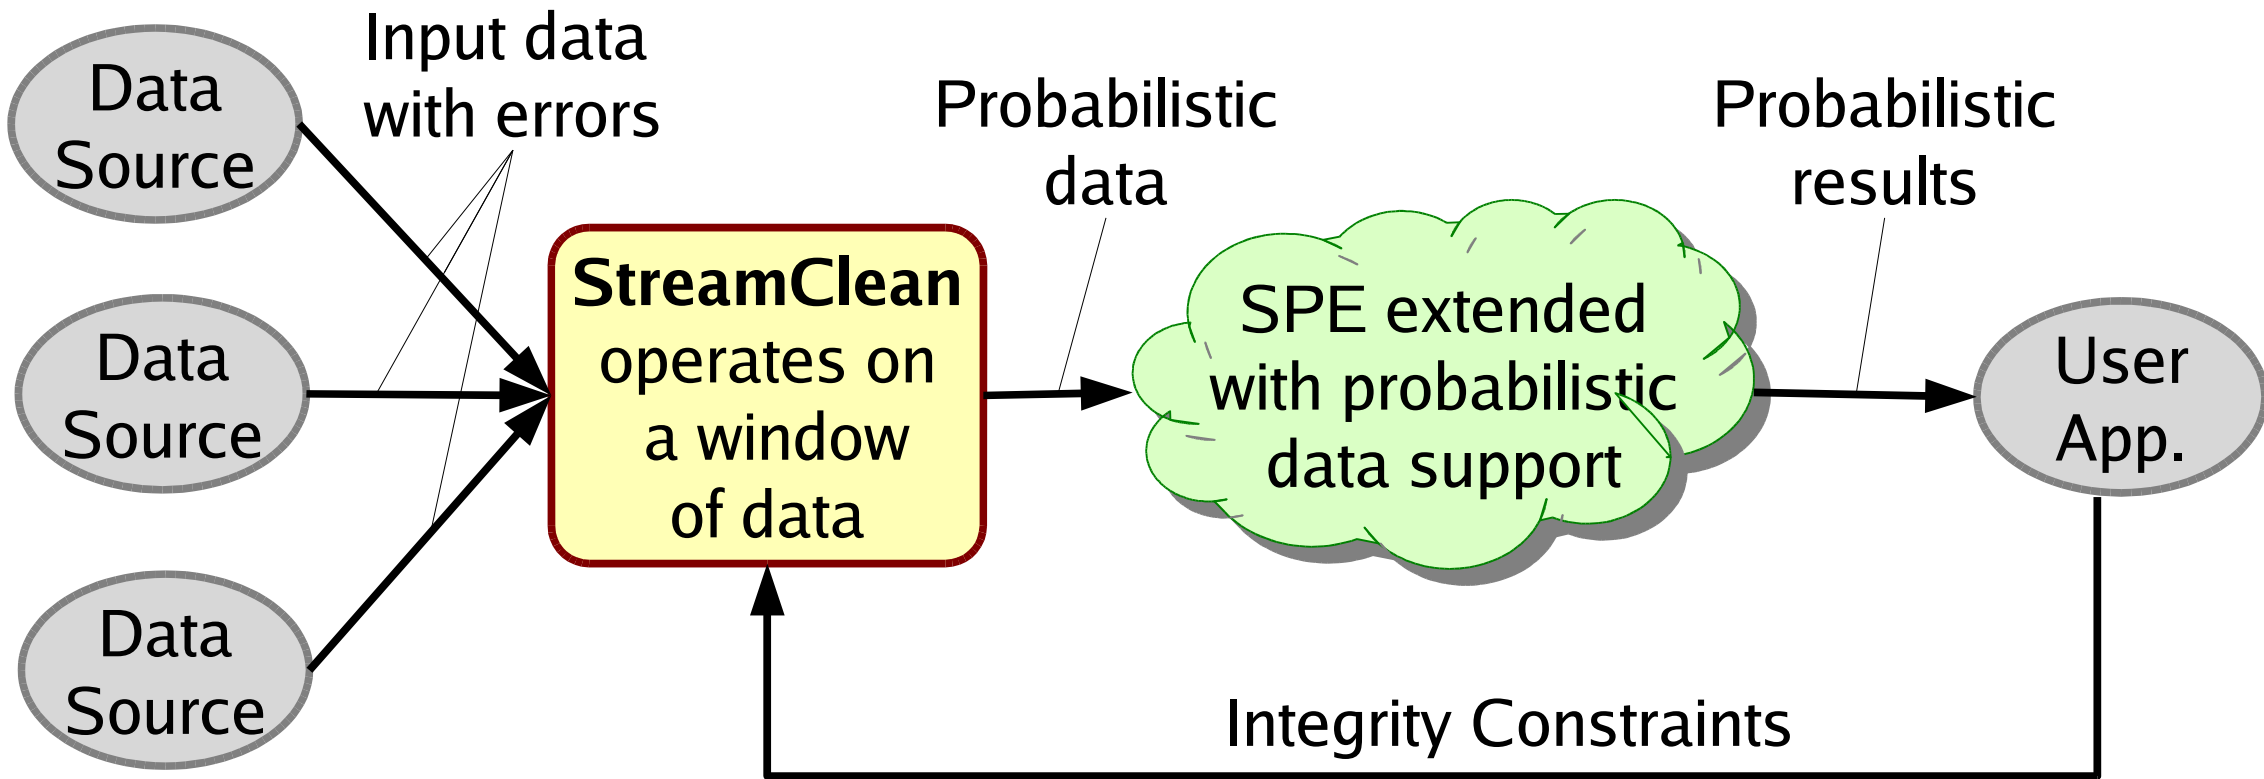 Data
Source
Input data
with errors
Data
Source
Data
Source
StreamClean
operates on
a window
of data
Probabilistic
data
SPE extended
with probabilistic
data support
Probabilistic
results
User
App.
Integrity Constraints